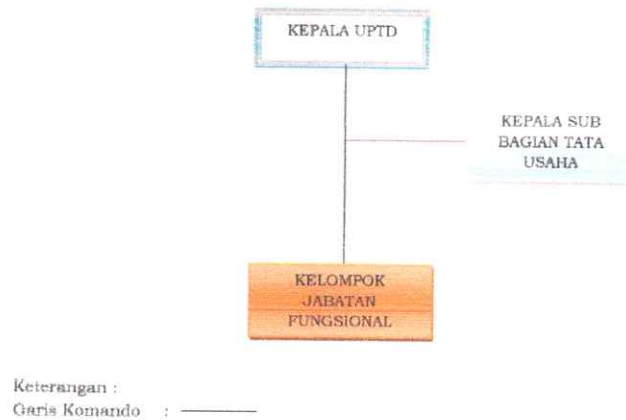 KEPALA UPTD
KEPALA SUB
BAGIAN TATA
USAHA
KELOMPOK
JABATAN
FUNGSIONAL
Keterangan :
Garis Komando :